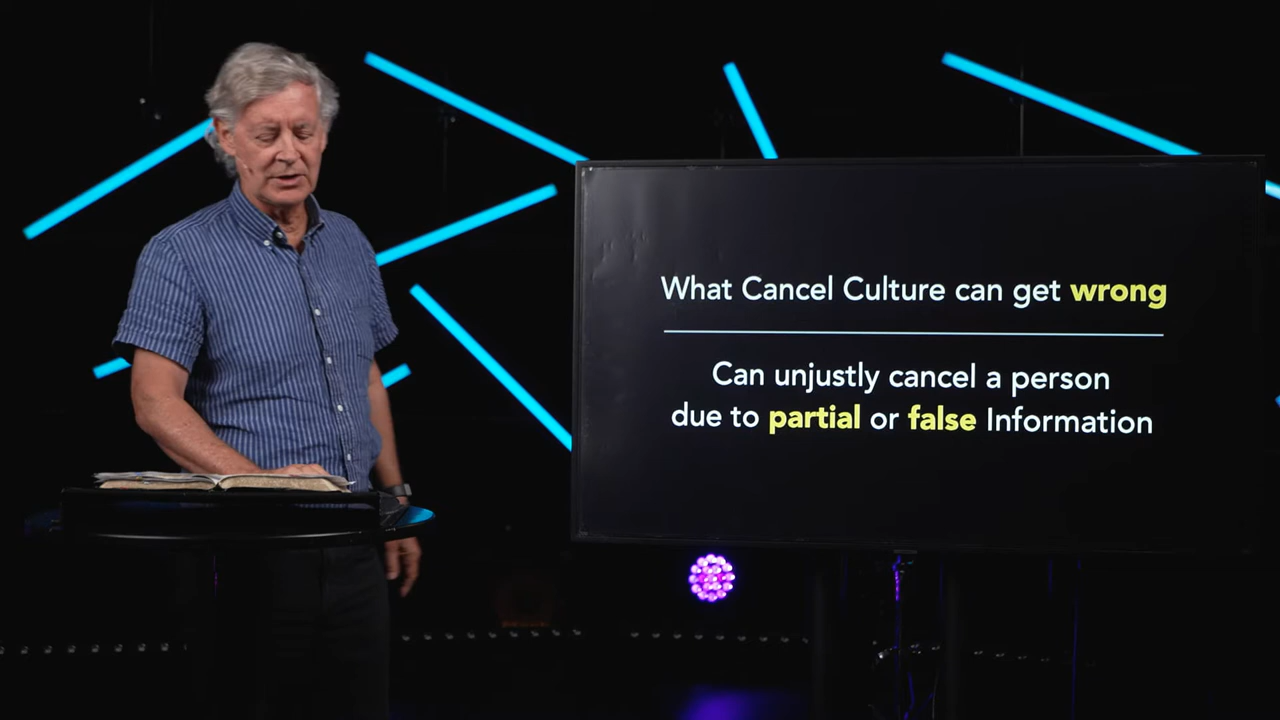 What Cancel Culture can get wrong
Can unjustly cancel a person
due to partial or false Information